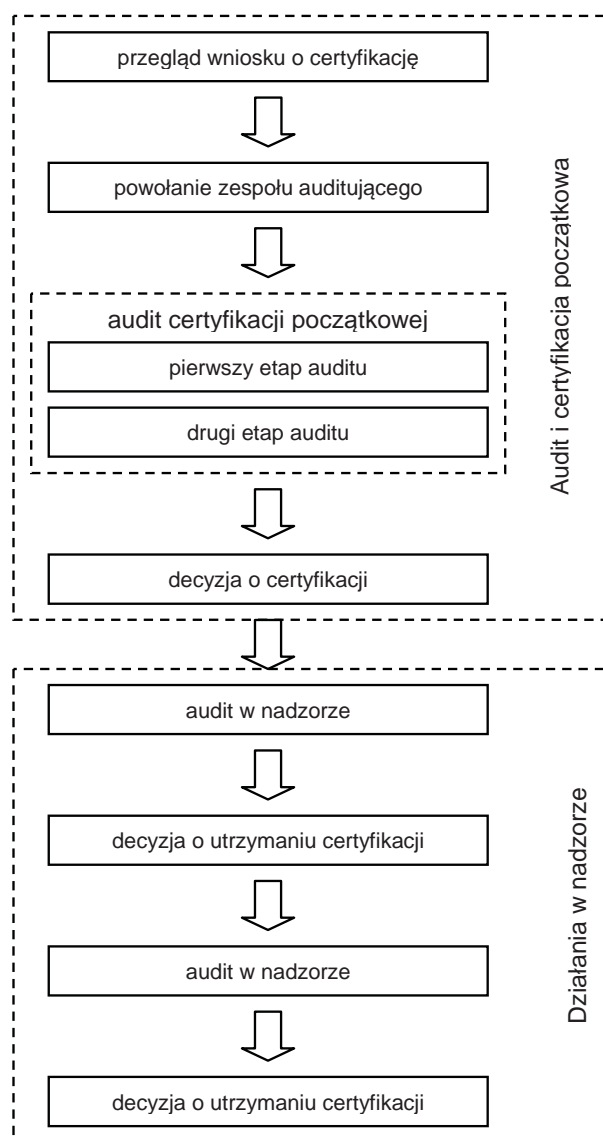 przegląd wniosku o certyfikację
powołanie zespołu auditującego
audit certyfikacji początkowej
pierwszy etap auditu
drugi etap auditu
decyzja o certyfikacji
Audit i certyfikacja początkowa
audit w nadzorze
decyzja o utrzymaniu certyfikacji
audit w nadzorze
decyzja o utrzymaniu certyfikacji
Działania w nadzorze